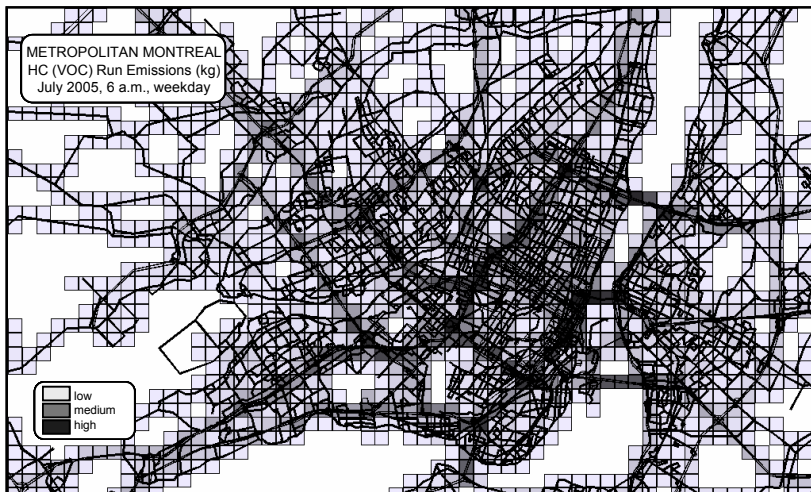 METROPOLITAN MONTREAL
HC (VOC) Run Emissions (kg)
July 2005, 6 a.m., weekday
low
medium
high